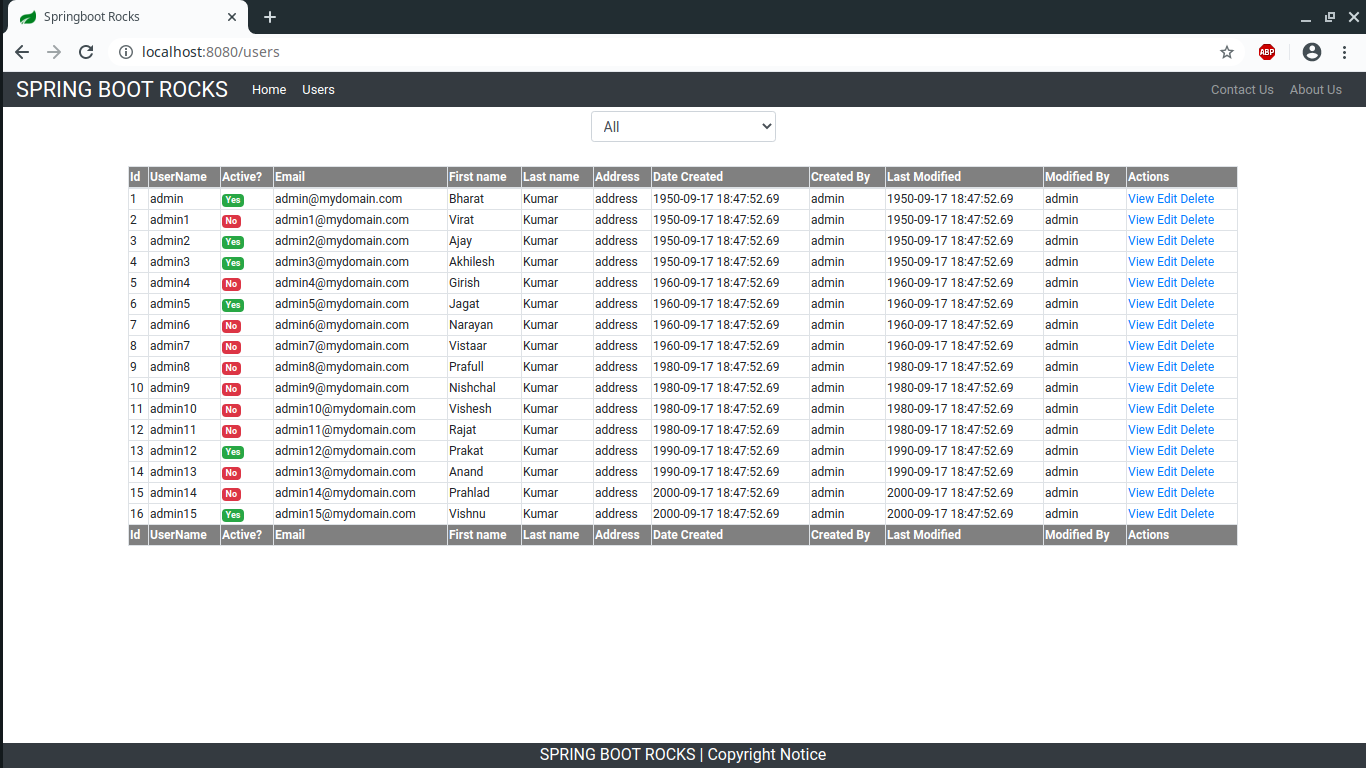 Springboot Rocks
localhost:8080/users
ABP
SPRING BOOT ROCKS Home Users Contact Us About Us
All
Id UserName Active? Email First name Last name Address Date Created Created By Last Modified Modified By Actions
1 admin Yes admin@mydomain.com Bharat Kumar address 1950-09-17 18:47:52.69 admin 1950-09-17 18:47:52.69 admin View Edit Delete
2 admin1 No admin1@mydomain.com Virat Kumar address 1950-09-17 18:47:52.69 admin 1950-09-17 18:47:52.69 admin View Edit Delete
3 admin2 Yes admin2@mydomain.com Ajay Kumar address 1950-09-17 18:47:52.69 admin 1950-09-17 18:47:52.69 admin View Edit Delete
4 admin3 Yes admin3@mydomain.com Akhilesh Kumar address 1950-09-17 18:47:52.69 admin 1950-09-17 18:47:52.69 admin View Edit Delete
5 admin4 No admin4@mydomain.com Girish Kumar address 1960-09-17 18:47:52.69 admin 1960-09-17 18:47:52.69 admin View Edit Delete
6 admin5 Yes admin5@mydomain.com Jagat Kumar address 1960-09-17 18:47:52.69 admin 1960-09-17 18:47:52.69 admin View Edit Delete
7 admin6 No admin6@mydomain.com Narayan Kumar address 1960-09-17 18:47:52.69 admin 1960-09-17 18:47:52.69 admin View Edit Delete
8 admin7 No admin7@mydomain.com Vistaar Kumar address 1960-09-17 18:47:52.69 admin 1960-09-17 18:47:52.69 admin View Edit Delete
9 admin8 No admin8@mydomain.com Prafull Kumar address 1980-09-17 18:47:52.69 admin 1980-09-17 18:47:52.69 admin View Edit Delete
10 admin9 No admin9@mydomain.com Nishchal Kumar address 1980-09-17 18:47:52.69 admin 1980-09-17 18:47:52.69 admin View Edit Delete
11 admin10 No admin10@mydomain.com Vishesh Kumar address 1980-09-17 18:47:52.69 admin 1980-09-17 18:47:52.69 admin View Edit Delete
12 admin11 No admin11@mydomain.com Rajat Kumar address 1980-09-17 18:47:52.69 admin 1980-09-17 18:47:52.69 admin View Edit Delete
13 admin12 Yes admin12@mydomain.com Prakat Kumar address 1990-09-17 18:47:52.69 admin 1990-09-17 18:47:52.69 admin View Edit Delete
14 admin13 No admin13@mydomain.com Anand Kumar address 1990-09-17 18:47:52.69 admin 1990-09-17 18:47:52.69 admin View Edit Delete
15 admin14 No admin14@mydomain.com Prahlad Kumar address 2000-09-17 18:47:52.69 admin 2000-09-17 18:47:52.69 admin View Edit Delete
16 admin15 Yes admin15@mydomain.com Vishnu Kumar address 2000-09-17 18:47:52.69 admin 2000-09-17 18:47:52.69 admin View Edit Delete
Id UserName Active? Email First name Last name Address Date Created Created By Last Modified Modified By Actions
SPRING BOOT ROCKS | Copyright Notice